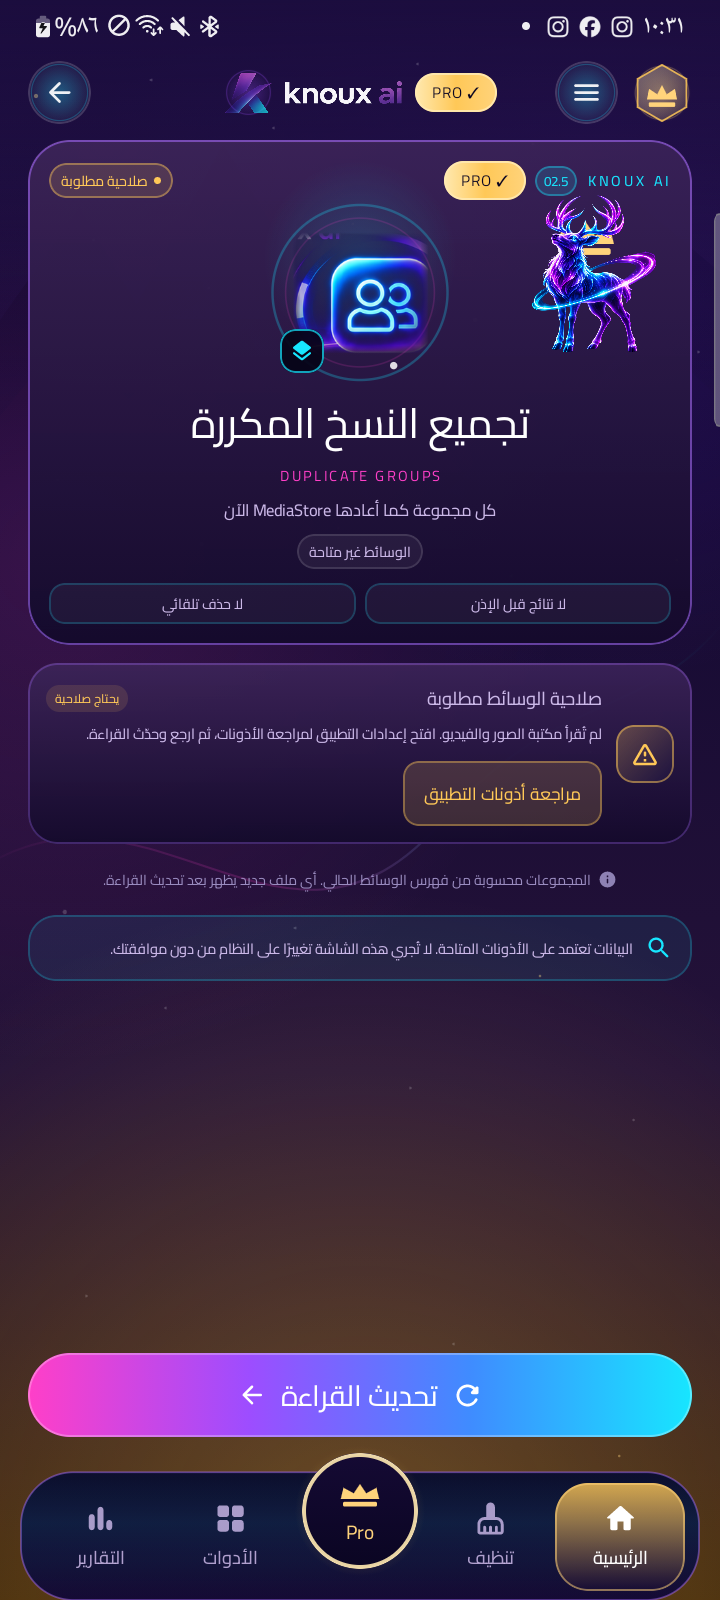 ١٠:٣١
%٨٦
knoux ai
PRO ✓
KNOUX AI
02.5
PRO ✓
صلاحية مطلوبة
تجميع النسخ المكررة
DUPLICATE GROUPS
كل مجموعة كما أعادها MediaStore الآن
الوسائط غير متاحة
لا نتائج قبل الإذن
لا حذف تلقائي
صلاحية الوسائط مطلوبة
يحتاج صلاحية
لم تُقرأ مكتبة الصور والفيديو. افتح إعدادات التطبيق لمراجعة الأذونات، ثم ارجع وحدّث القراءة.
مراجعة أذونات التطبيق
المجموعات محسوبة من فهرس الوسائط الحالي. أي ملف جديد يظهر بعد تحديث القراءة.
البيانات تعتمد على الأذونات المتاحة. لا تُجري هذه الشاشة تغييرًا على النظام من دون موافقتك.
تحديث القراءة
الرئيسية
تنظيف
Pro
الأدوات
التقارير